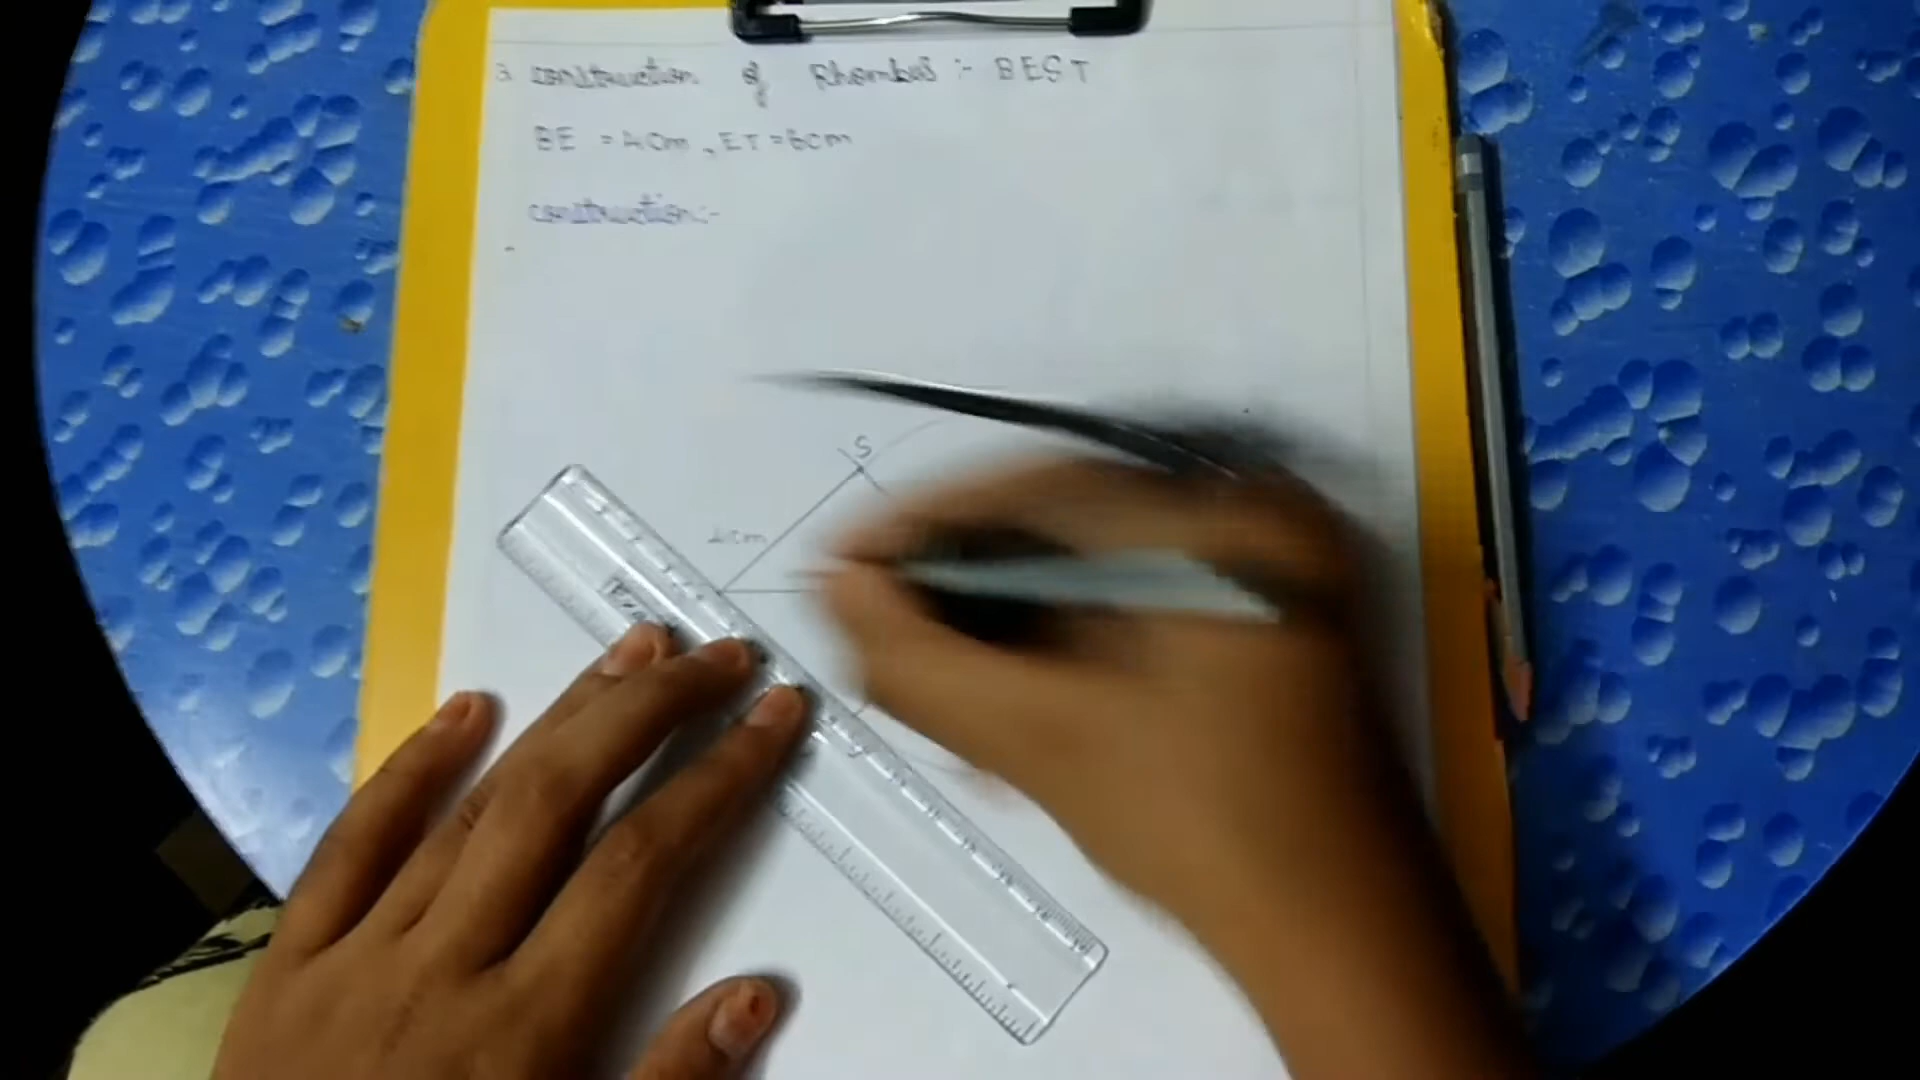 3. construction of Rhombus :- BEST
BE = 4cm, ET = 6cm
construction:-
S
4cm